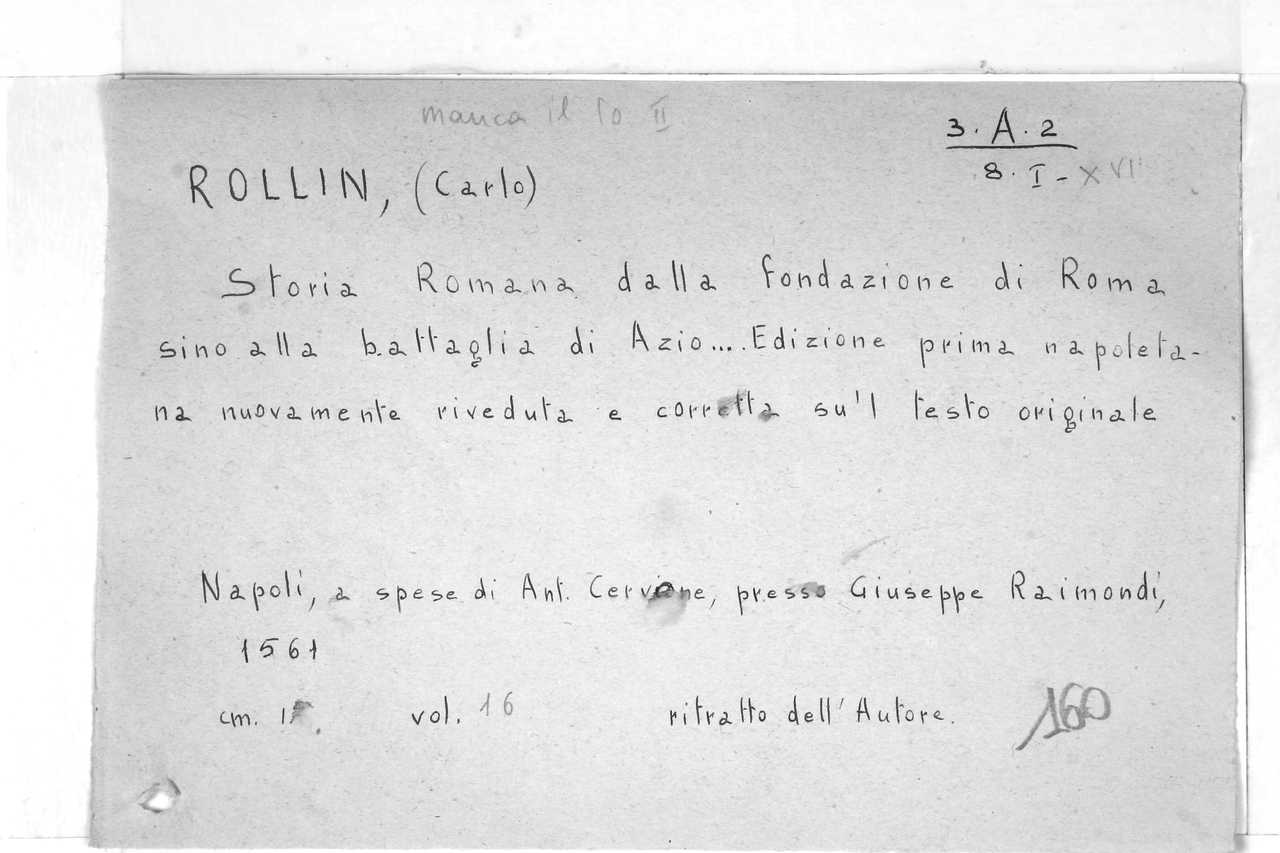 manca il to II
3. A. 2
8. I - XVII
ROLLIN, (Carlo)
Storia Romana dalla fondazione di Roma
sino alla battaglia di Azio.... Edizione prima napoleta-
na nuovamente riveduta e corretta su'l testo originale
Napoli, a spese di Ant. Cervone, presso Giuseppe Raimondi,
1561
cm. vol. 16 ritratto dell'Autore. 160